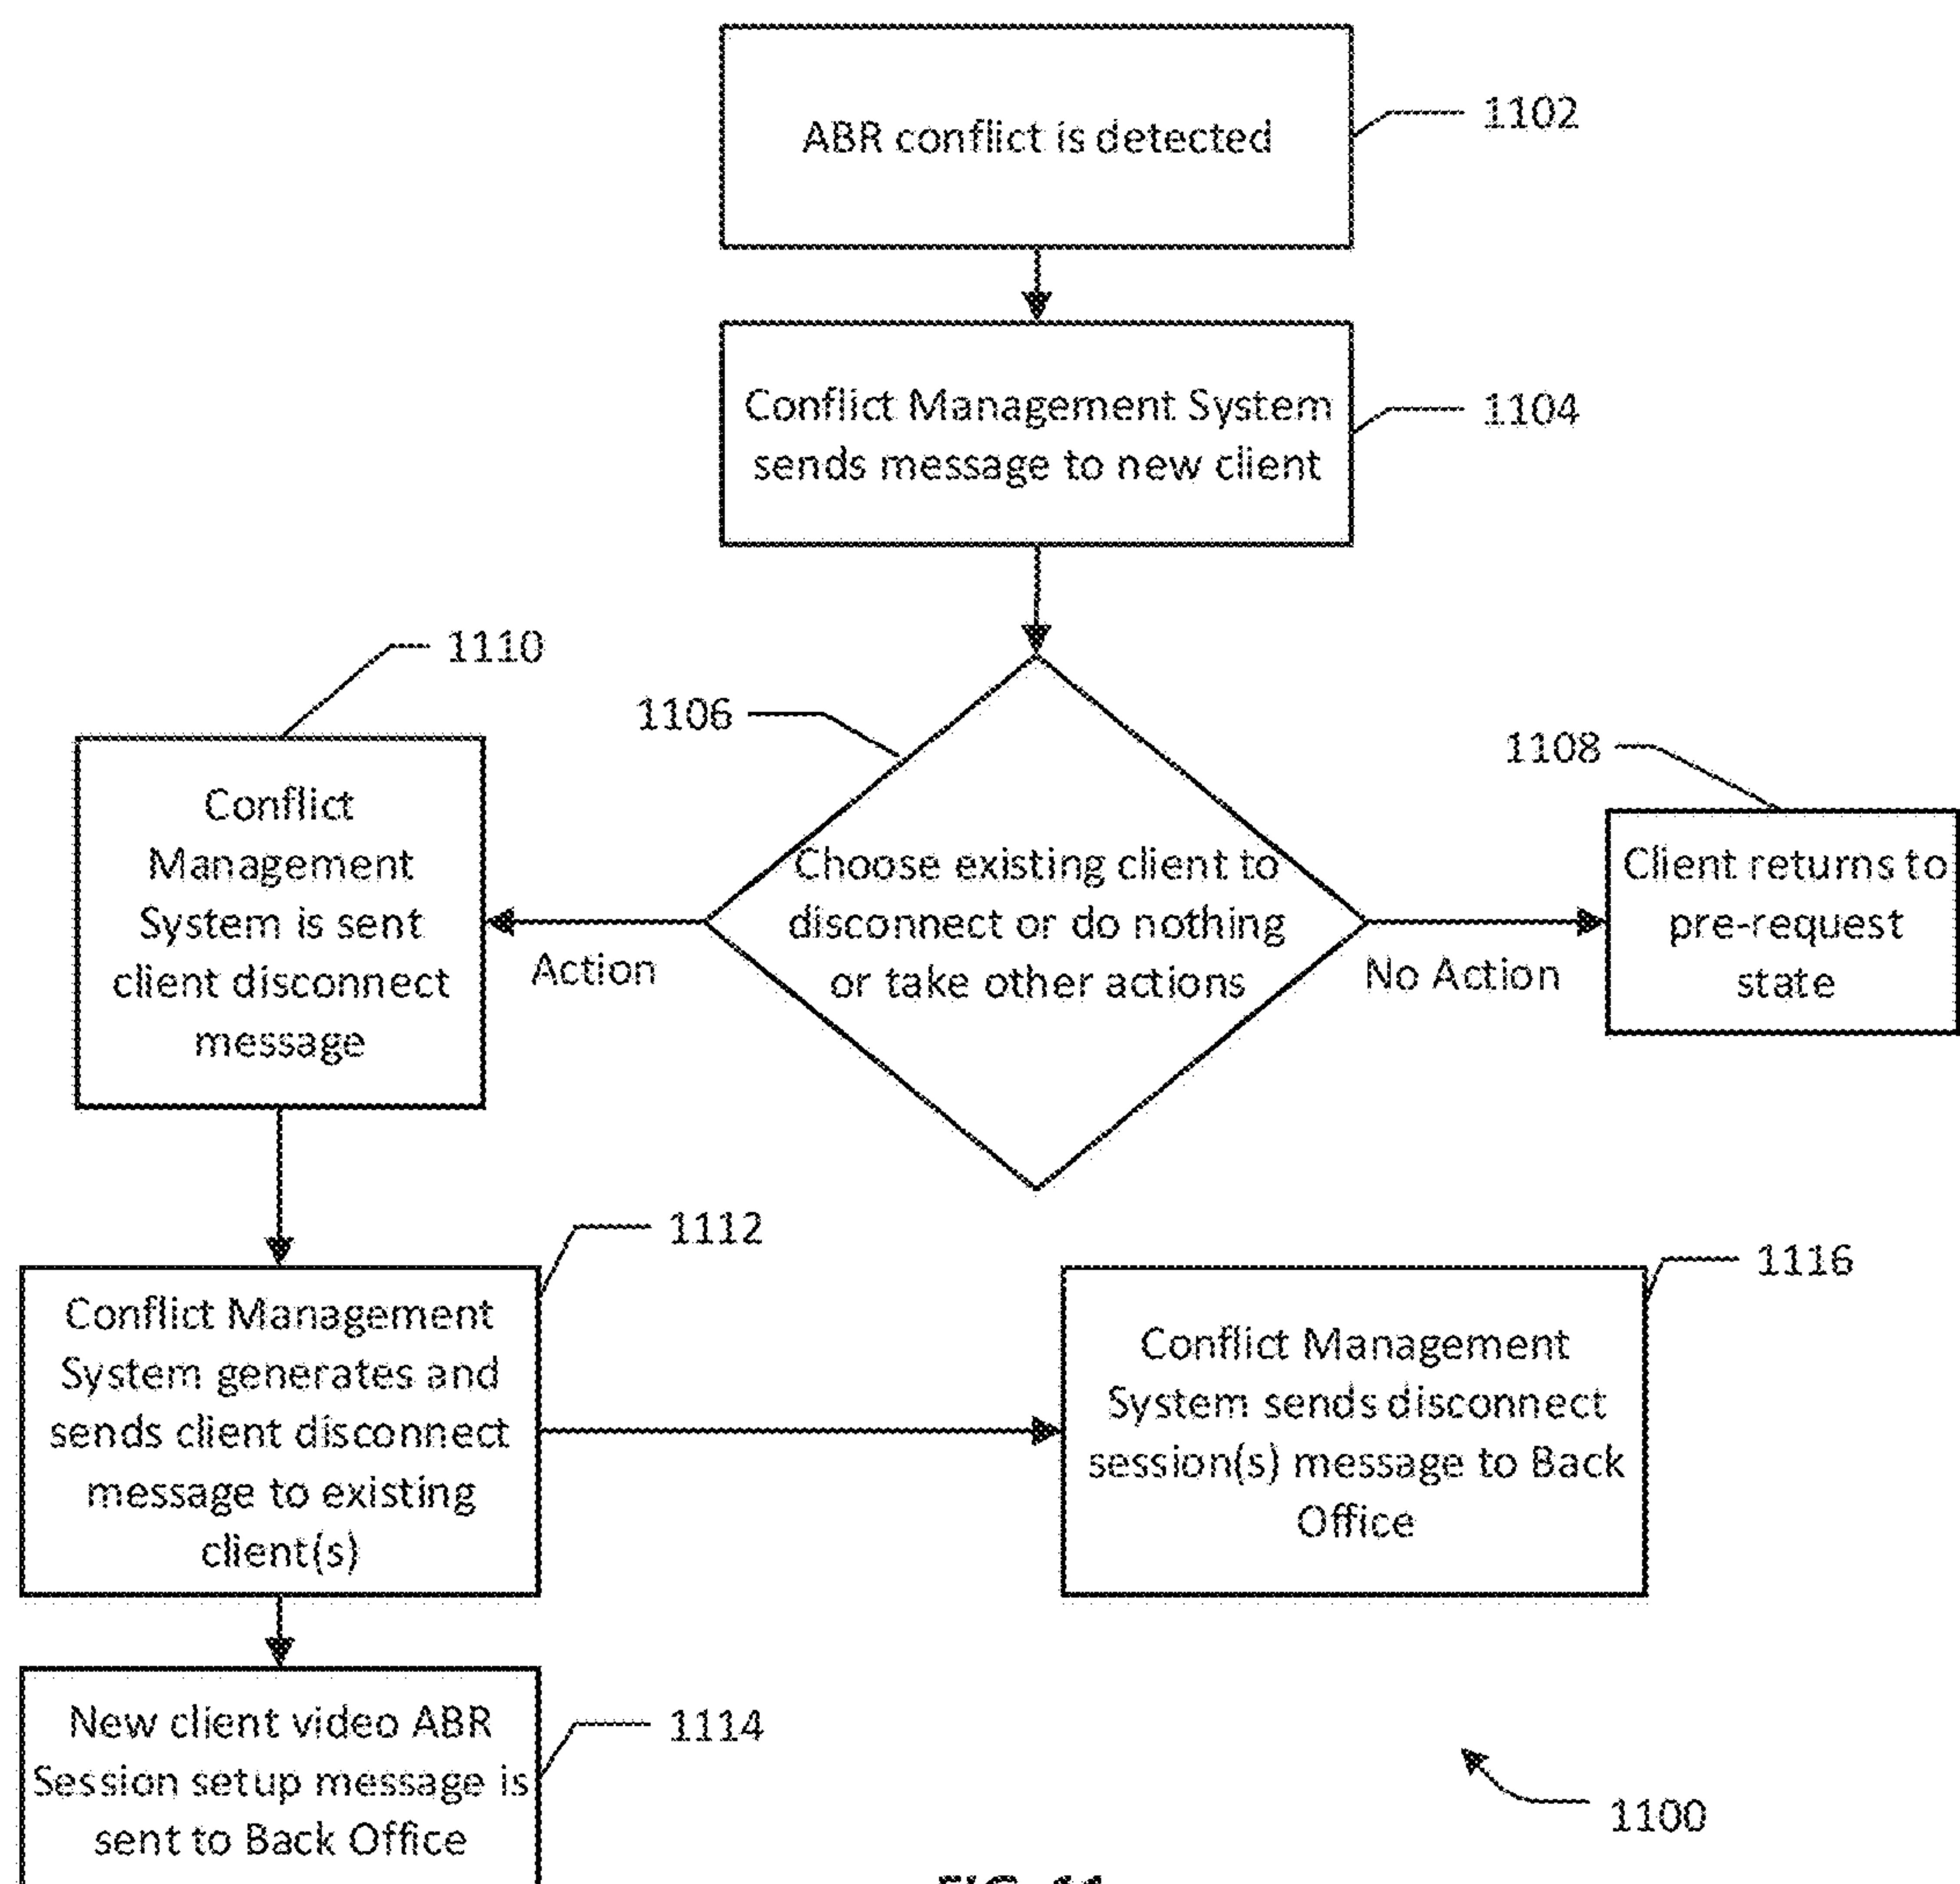 ABR conflict is detected
1102
Conflict Management System
sends message to new client
1104
1110
1106
1108
Conflict
Management
System is sent
client disconnect
message
Action
Choose existing client to
disconnect or do nothing
or take other actions
No Action
Client returns to
pre-request
state
1112
1116
Conflict Management
System generates and
sends client disconnect
message to existing
client(s)
Conflict Management
System sends disconnect
session(s) message to Back
Office
New client video ABR
Session setup message is
sent to Back Office
1114
1100
FIG. 11